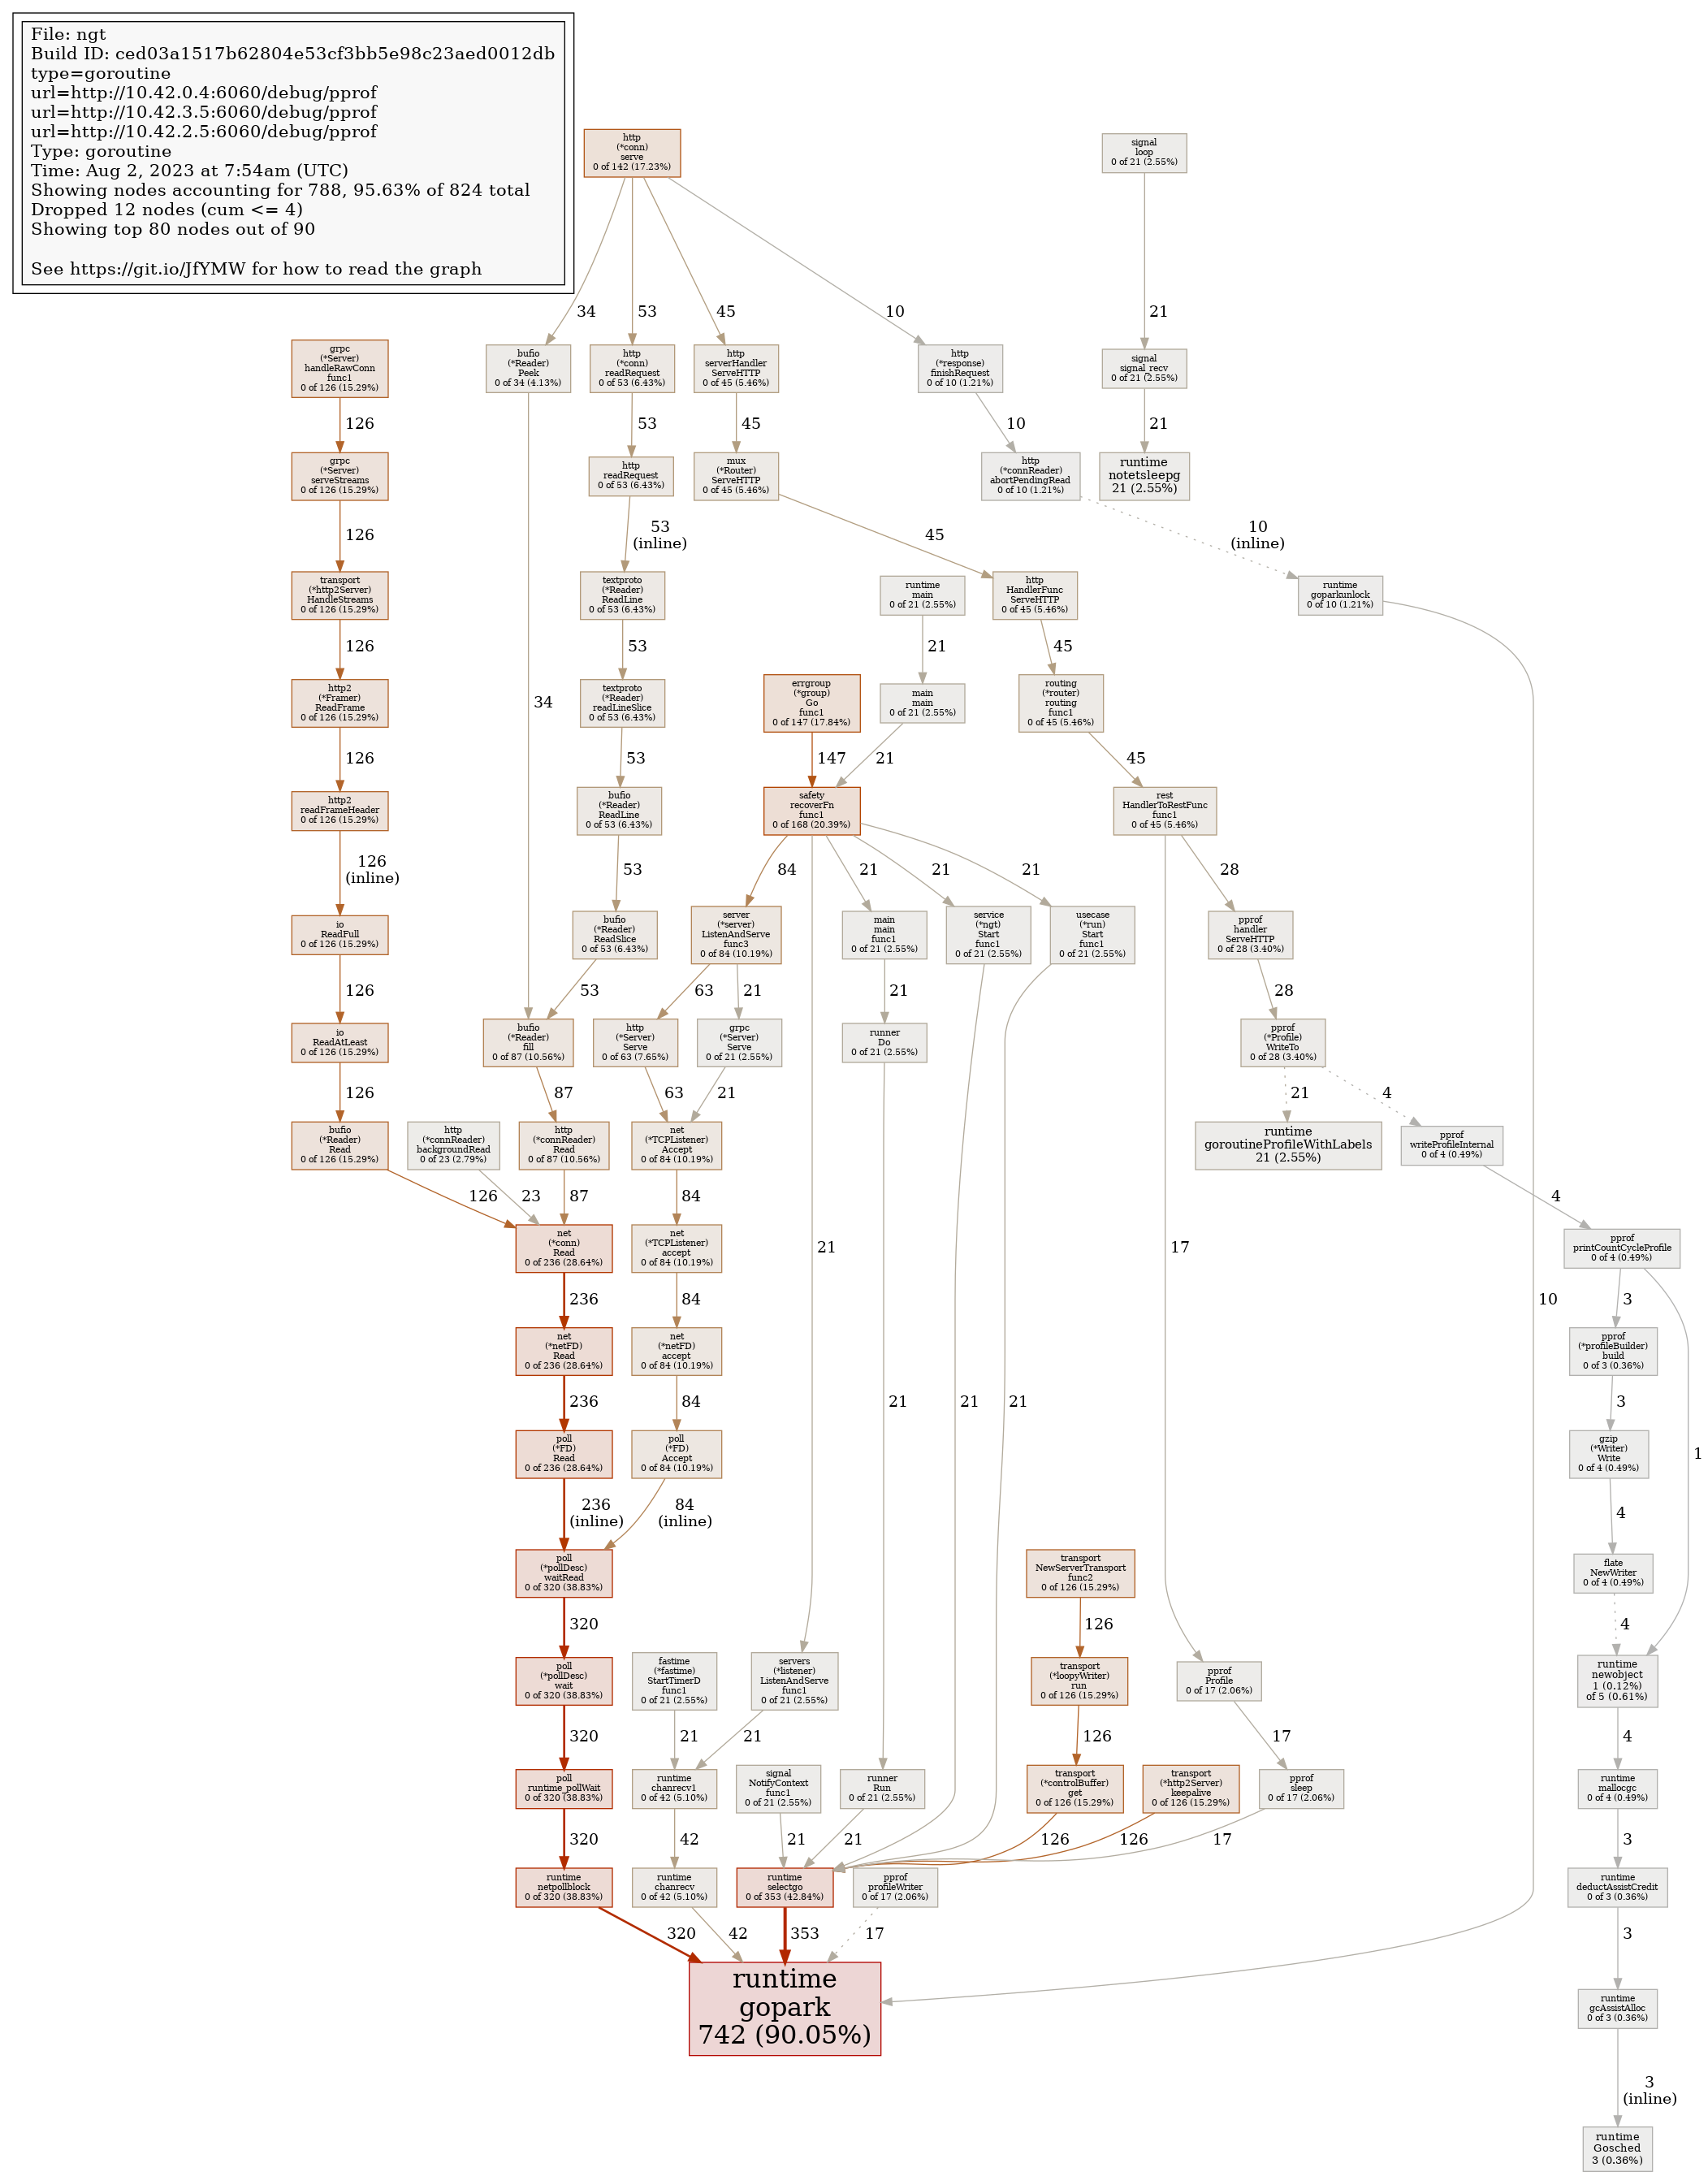 File: ngt
Build ID: ced03a1517b62804e53cf3bb5e98c23aed0012db
type=goroutine
url=http://10.42.0.4:6060/debug/pprof
url=http://10.42.3.5:6060/debug/pprof
url=http://10.42.2.5:6060/debug/pprof
Type: goroutine
Time: Aug 2, 2023 at 7:54am (UTC)
Showing nodes accounting for 788, 95.63% of 824 total
Dropped 12 nodes (cum <= 4)
Showing top 80 nodes out of 90
See https://git.io/JfYMW for how to read the graph
http
(*conn)
serve
0 of 142 (17.23%)
signal
loop
0 of 21 (2.55%)
34
53
45
10
21
grpc
(*Server)
handleRawConn
func1
0 of 126 (15.29%)
bufio
(*Reader)
Peek
0 of 34 (4.13%)
http
(*conn)
readRequest
0 of 53 (6.43%)
http
serverHandler
ServeHTTP
0 of 45 (5.46%)
http
(*response)
finishRequest
0 of 10 (1.21%)
signal
signal_recv
0 of 21 (2.55%)
126
53
45
10
21
grpc
(*Server)
serveStreams
0 of 126 (15.29%)
http
readRequest
0 of 53 (6.43%)
mux
(*Router)
ServeHTTP
0 of 45 (5.46%)
http
(*connReader)
abortPendingRead
0 of 10 (1.21%)
runtime
notetsleepg
21 (2.55%)
126
53
(inline)
45
10
(inline)
transport
(*http2Server)
HandleStreams
0 of 126 (15.29%)
textproto
(*Reader)
ReadLine
0 of 53 (6.43%)
runtime
main
0 of 21 (2.55%)
http
HandlerFunc
ServeHTTP
0 of 45 (5.46%)
runtime
goparkunlock
0 of 10 (1.21%)
126
53
21
45
http2
(*Framer)
ReadFrame
0 of 126 (15.29%)
34
textproto
(*Reader)
readLineSlice
0 of 53 (6.43%)
errgroup
(*group)
Go
func1
0 of 147 (17.84%)
main
main
0 of 21 (2.55%)
routing
(*router)
routing
func1
0 of 45 (5.46%)
126
53
147
21
45
http2
readFrameHeader
0 of 126 (15.29%)
bufio
(*Reader)
ReadLine
0 of 53 (6.43%)
safety
recoverFn
func1
0 of 168 (20.39%)
rest
HandlerToRestFunc
func1
0 of 45 (5.46%)
126
(inline)
53
84
21
21
21
28
io
ReadFull
0 of 126 (15.29%)
bufio
(*Reader)
ReadSlice
0 of 53 (6.43%)
server
(*server)
ListenAndServe
func3
0 of 84 (10.19%)
main
main
func1
0 of 21 (2.55%)
service
(*ngt)
Start
func1
0 of 21 (2.55%)
usecase
(*run)
Start
func1
0 of 21 (2.55%)
pprof
handler
ServeHTTP
0 of 28 (3.40%)
126
53
63
21
21
28
io
ReadAtLeast
0 of 126 (15.29%)
bufio
(*Reader)
fill
0 of 87 (10.56%)
http
(*Server)
Serve
0 of 63 (7.65%)
grpc
(*Server)
Serve
0 of 21 (2.55%)
runner
Do
0 of 21 (2.55%)
pprof
(*Profile)
WriteTo
0 of 28 (3.40%)
126
87
63
21
21
4
bufio
(*Reader)
Read
0 of 126 (15.29%)
http
(*connReader)
backgroundRead
0 of 23 (2.79%)
http
(*connReader)
Read
0 of 87 (10.56%)
net
(*TCPListener)
Accept
0 of 84 (10.19%)
runtime
goroutineProfileWithLabels
21 (2.55%)
pprof
writeProfileInternal
0 of 4 (0.49%)
126
23
87
84
4
net
(*conn)
Read
0 of 236 (28.64%)
net
(*TCPListener)
accept
0 of 84 (10.19%)
21
17
pprof
printCountCycleProfile
0 of 4 (0.49%)
236
84
10
3
net
(*netFD)
Read
0 of 236 (28.64%)
net
(*netFD)
accept
0 of 84 (10.19%)
pprof
(*profileBuilder)
build
0 of 3 (0.36%)
236
84
21
21
21
3
poll
(*FD)
Read
0 of 236 (28.64%)
poll
(*FD)
Accept
0 of 84 (10.19%)
gzip
(*Writer)
Write
0 of 4 (0.49%)
1
236
(inline)
84
(inline)
4
poll
(*pollDesc)
waitRead
0 of 320 (38.83%)
transport
NewServerTransport
func2
0 of 126 (15.29%)
flate
NewWriter
0 of 4 (0.49%)
320
126
4
poll
(*pollDesc)
wait
0 of 320 (38.83%)
fastime
(*fastime)
StartTimerD
func1
0 of 21 (2.55%)
servers
(*listener)
ListenAndServe
func1
0 of 21 (2.55%)
transport
(*loopyWriter)
run
0 of 126 (15.29%)
pprof
Profile
0 of 17 (2.06%)
runtime
newobject
1 (0.12%)
of 5 (0.61%)
320
21
21
126
17
4
poll
runtime_pollWait
0 of 320 (38.83%)
runtime
chanrecv1
0 of 42 (5.10%)
signal
NotifyContext
func1
0 of 21 (2.55%)
runner
Run
0 of 21 (2.55%)
transport
(*controlBuffer)
get
0 of 126 (15.29%)
transport
(*http2Server)
keepalive
0 of 126 (15.29%)
pprof
sleep
0 of 17 (2.06%)
runtime
mallocgc
0 of 4 (0.49%)
320
42
21
21
126
126
17
3
runtime
netpollblock
0 of 320 (38.83%)
runtime
chanrecv
0 of 42 (5.10%)
runtime
selectgo
0 of 353 (42.84%)
pprof
profileWriter
0 of 17 (2.06%)
runtime
deductAssistCredit
0 of 3 (0.36%)
320
42
353
17
3
runtime
gopark
742 (90.05%)
runtime
gcAssistAlloc
0 of 3 (0.36%)
3
(inline)
runtime
Gosched
3 (0.36%)